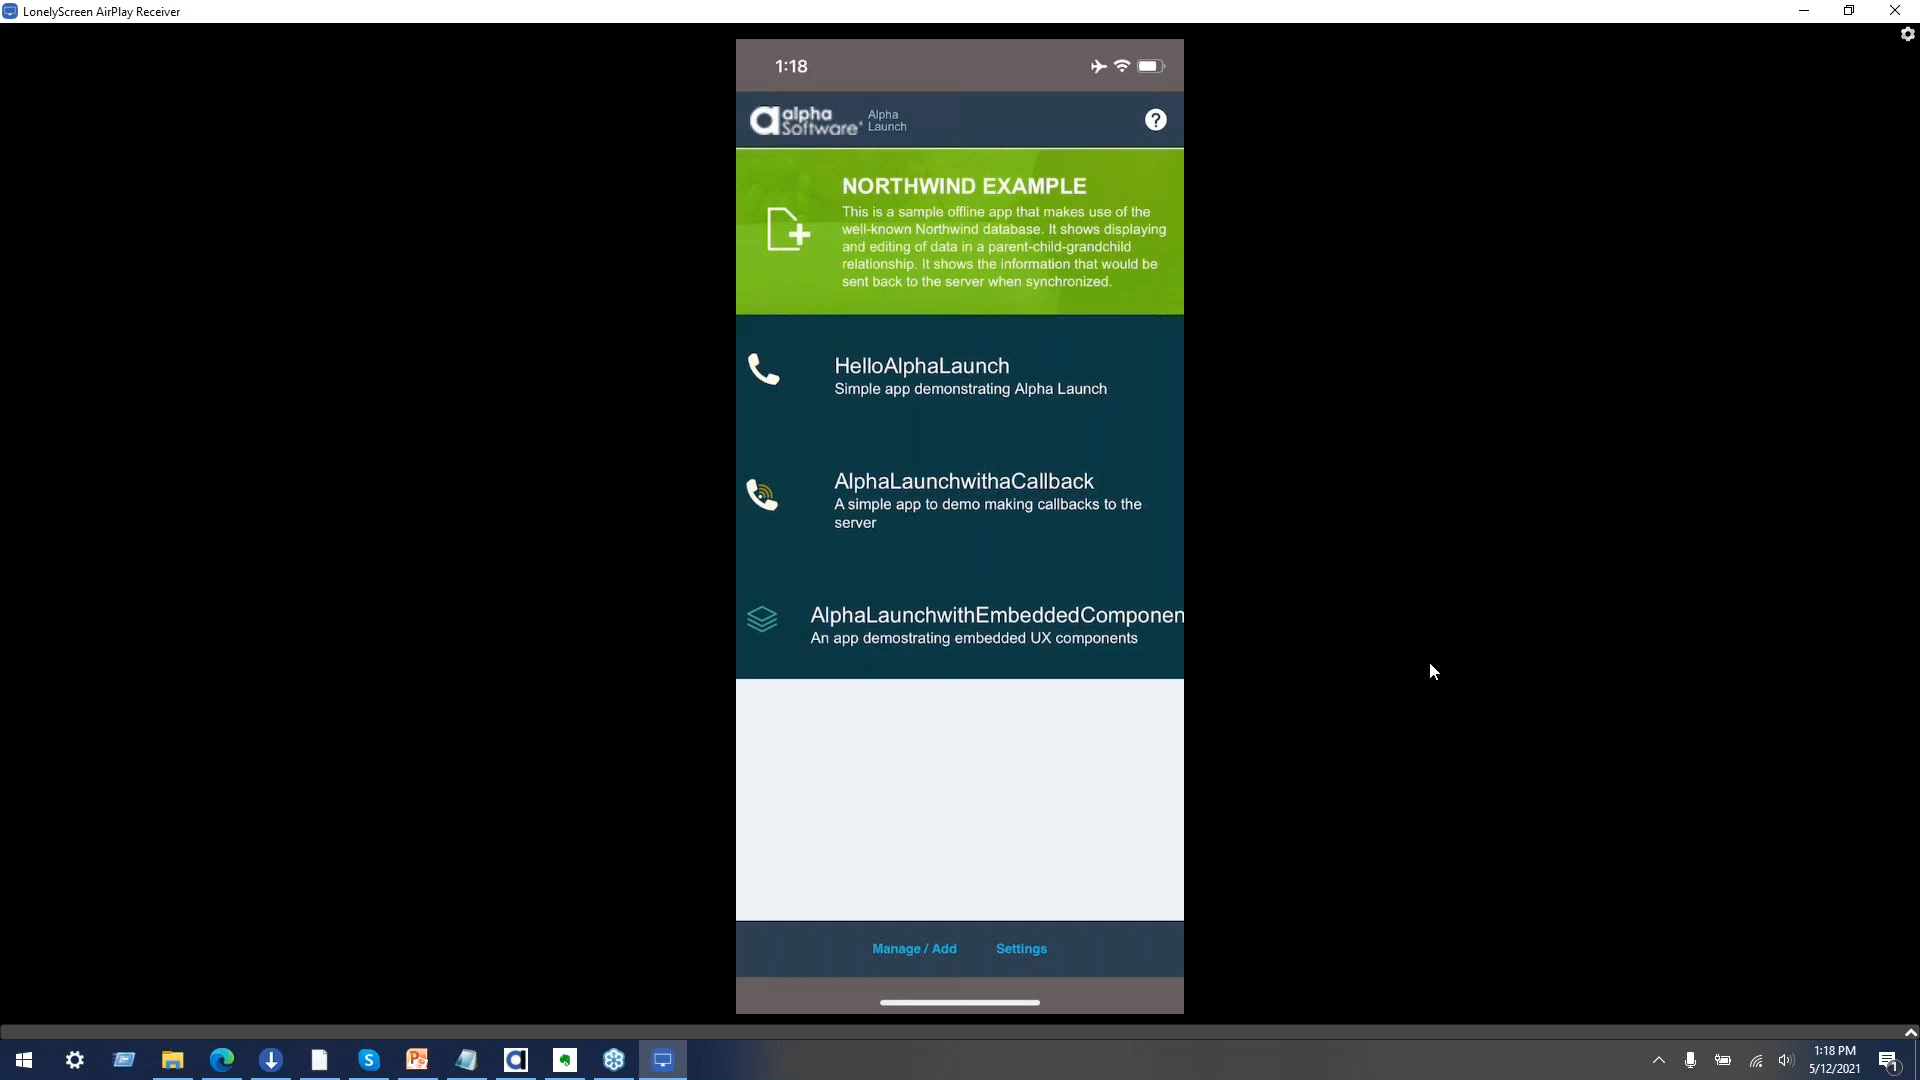 LonelyScreen AirPlay Receiver
1:18
alpha
Software®
Alpha
Launch
?
NORTHWIND EXAMPLE
This is a sample offline app that makes use of the
well-known Northwind database. It shows displaying
and editing of data in a parent-child-grandchild
relationship. It shows the information that would be
sent back to the server when synchronized.
HelloAlphaLaunch
Simple app demonstrating Alpha Launch
AlphaLaunchwithaCallback
A simple app to demo making callbacks to the
server
AlphaLaunchwithEmbeddedComponen
An app demostrating embedded UX components
Manage / Add
Settings
1:18 PM
5/12/2021
1